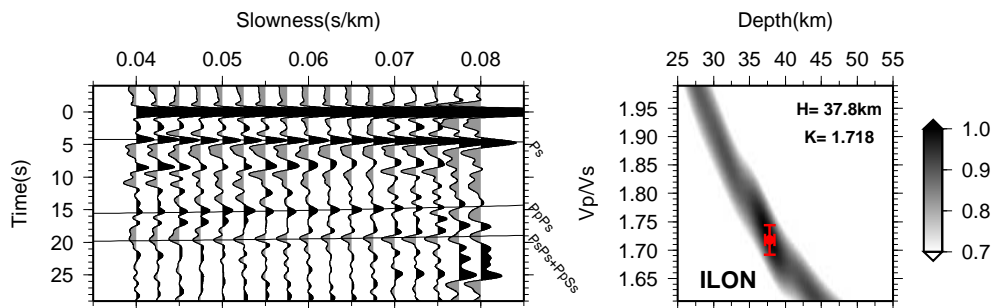 Slowness(s/km)
0.04 0.05 0.06 0.07 0.08
Time(s)
0
5
10
15
20
25
Ps
PpPs
PsPs+PpSs
Depth(km)
25 30 35 40 45 50 55
Vp/Vs
1.95
1.90
1.85
1.80
1.75
1.70
1.65
H= 37.8km
K= 1.718
ILON
1.0
0.9
0.8
0.7